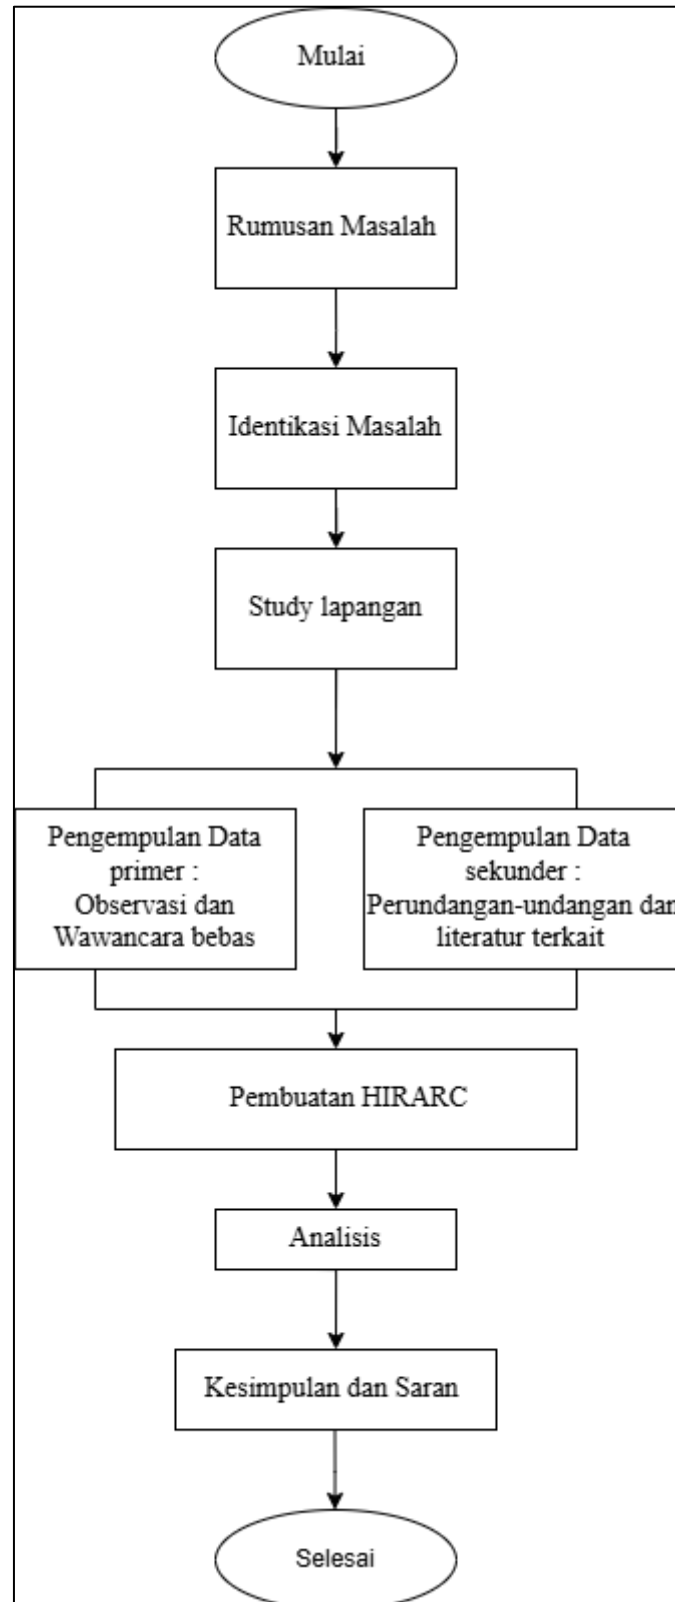 Mulai
Rumusan Masalah
Identikasi Masalah
Study lapangan
Pengempulan Data
primer :
Observasi dan
Wawancara bebas
Pengempulan Data
sekunder :
Perundangan-undangan dan
literatur terkait
Pembuatan HIRARC
Analisis
Kesimpulan dan Saran
Selesai